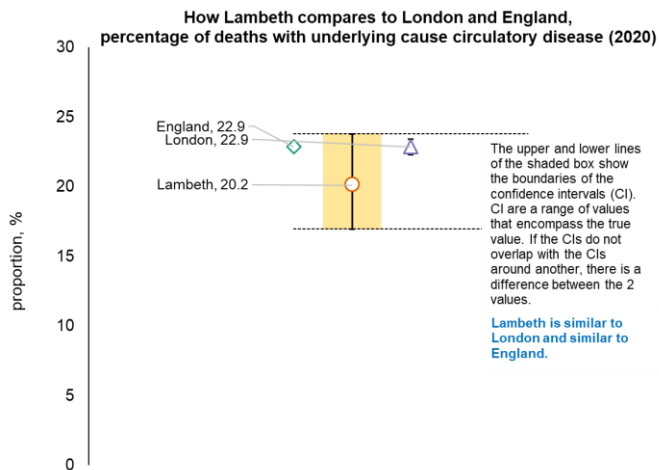 How Lambeth compares to London and England,
percentage of deaths with underlying cause circulatory disease (2020)
30
25
20
15
10
5
0
proportion, %
England, 22.9
London, 22.9
Lambeth, 20.2
The upper and lower lines
of the shaded box show
the boundaries of the
confidence intervals (CI).
CI are a range of values
that encompass the true
value. If the CIs do not
overlap with the CIs
around another, there is a
difference between the 2
values.
Lambeth is similar to
London and similar to
England.